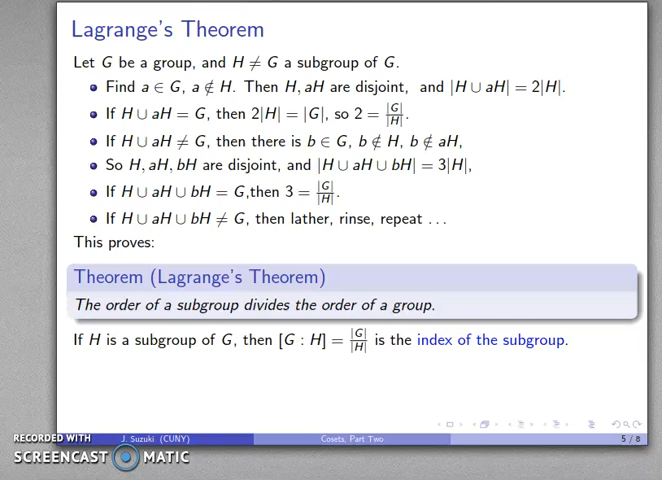 Lagrange's Theorem
Let G be a group, and H ≠ G a subgroup of G.
Find a ∈ G, a ∉ H. Then H, aH are disjoint, and |H ∪ aH| = 2|H|.
If H ∪ aH = G, then 2|H| = |G|, so 2 = |G|/|H|.
If H ∪ aH ≠ G, then there is b ∈ G, b ∉ H, b ∉ aH,
So H, aH, bH are disjoint, and |H ∪ aH ∪ bH| = 3|H|,
If H ∪ aH ∪ bH = G,then 3 = |G|/|H|.
If H ∪ aH ∪ bH ≠ G, then lather, rinse, repeat ...
This proves:
Theorem (Lagrange's Theorem)
The order of a subgroup divides the order of a group.
If H is a subgroup of G, then [G : H] = |G|/|H| is the index of the subgroup.
RECORDED WITH
SCREENCAST MATIC
J. Suzuki (CUNY)
Cosets, Part Two
5 / 8